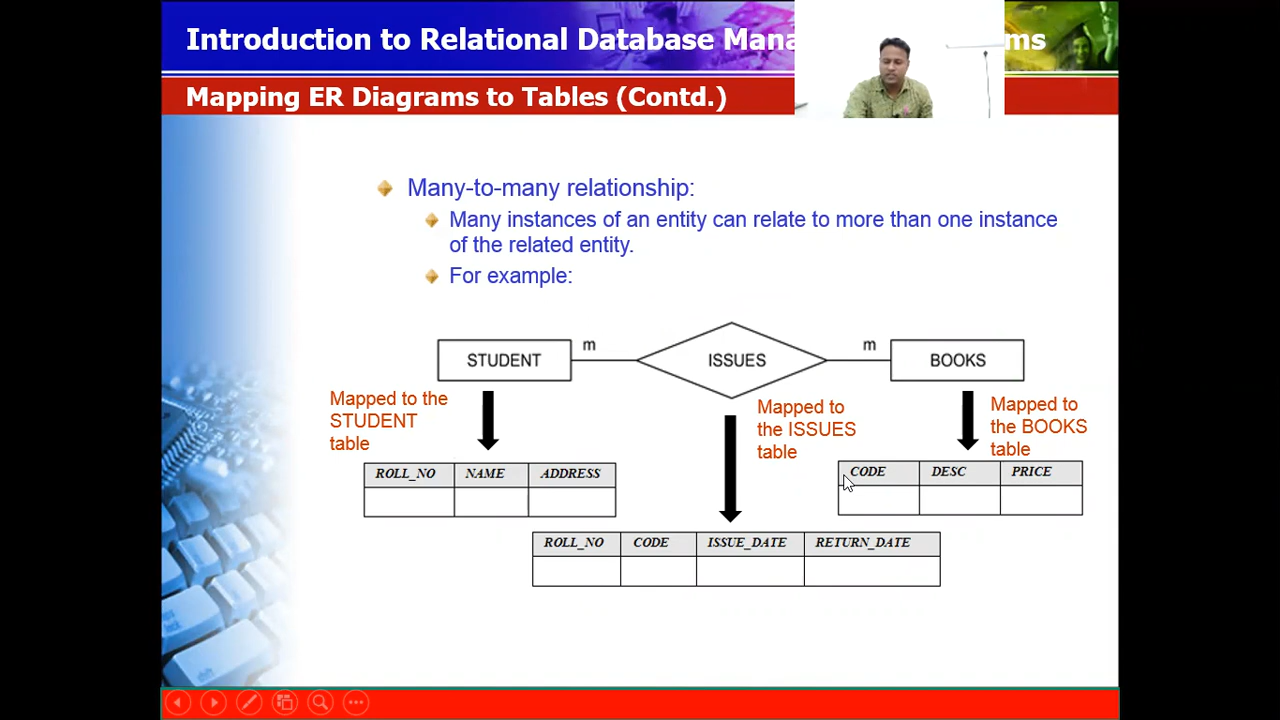 Introduction to Relational Database Mana ms
Mapping ER Diagrams to Tables (Contd.)
Many-to-many relationship:
Many instances of an entity can relate to more than one instance
of the related entity.
For example:
STUDENT m ISSUES m BOOKS
Mapped to the
STUDENT
table
Mapped to
the ISSUES
table
Mapped to
the BOOKS
table
ROLL_NO NAME ADDRESS
CODE DESC PRICE
ROLL_NO CODE ISSUE_DATE RETURN_DATE